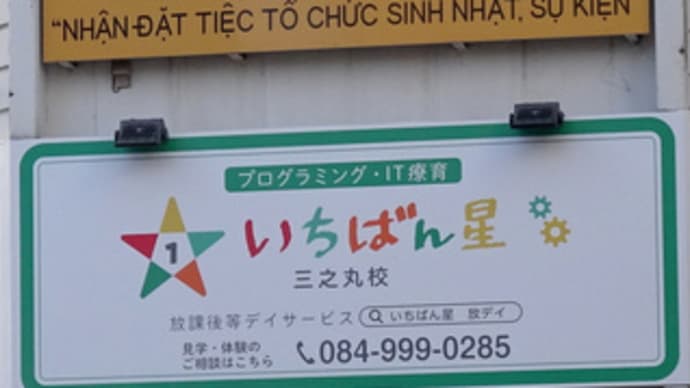 “NHẬN ĐẶT TIỆC TỔ CHỨC SINH NHẬT, SỰ KIỆN
プログラミング・IT療育
1
いちばん星
三之丸校
放課後等デイサービス
いちばん星 放デイ
見学・体験の
ご相談はこちら
084-999-0285